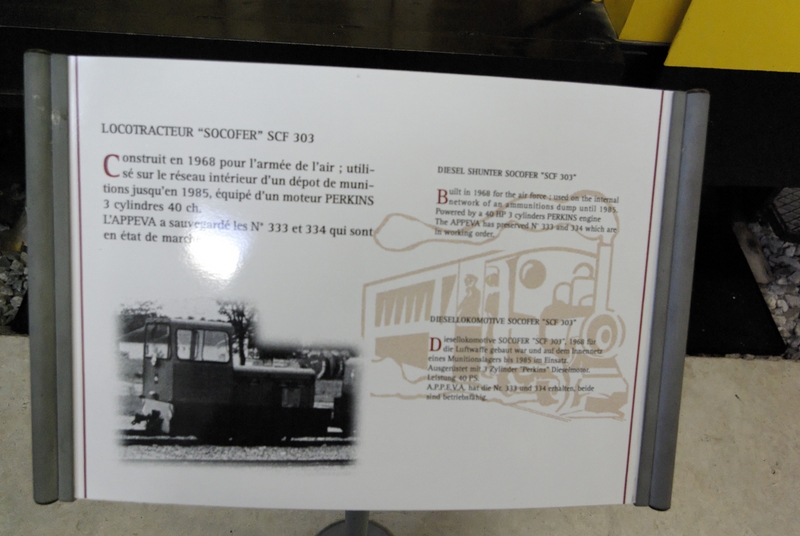 LOCOTRACTEUR "SOCOFER" SCF 303
Construit en 1968 pour l'armée de l'air ; utili-
sé sur le réseau intérieur d'un dépot de muni-
tions jusqu'en 1985, équipé d'un moteur PERKINS
3 cylindres 40 ch.
L'APPEVA a sauvegardé les N° 333 et 334 qui sont
en état de marche
DIESEL SHUNTER SOCOFER "SCF 303"
Built in 1968 for the air force ; used on the internal
network of an ammunitions dump until 1985.
Powered by a 40 HP 3 cylinders PERKINS engine
The APPEVA has preserved N° 333 and 334 which are
in working order.
DIESELLOKOMOTIVE SOCOFER "SCF 303"
Diesellokomotive SOCOFER "SCF 303", 1968 für
die Luftwaffe gebaut war und auf dem Innennetz
eines Munitionslagers bis 1985 im Einsatz.
Ausgerüstet mit 3 Zylinder "Perkins" Dieselmotor.
Leistung 40 PS.
A.P.P.E.V.A. hat die Nr. 333 und 334 erhalten, beide
sind betriebsfähig.